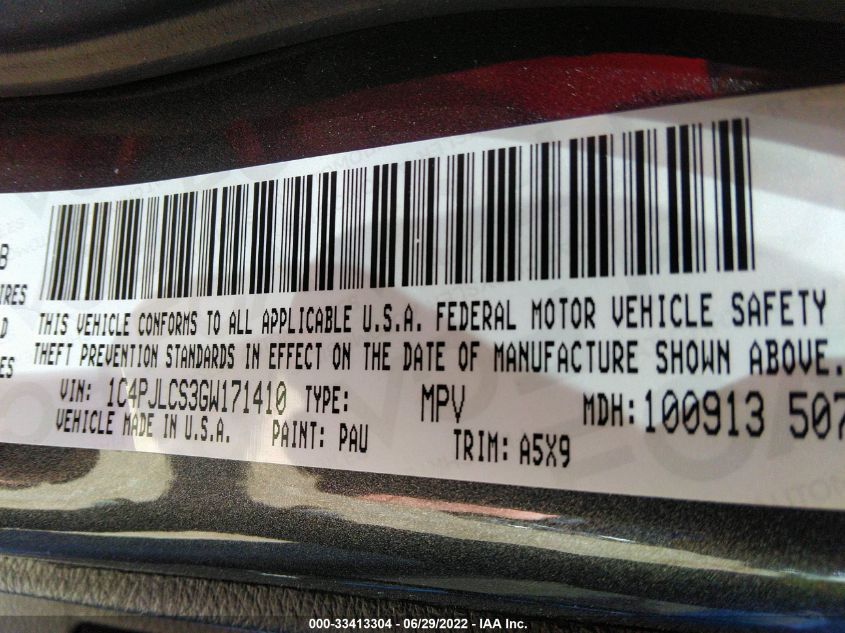 B
IRES
D
ES
THIS VEHICLE CONFORMS TO ALL APPLICABLE U.S.A. FEDERAL MOTOR VEHICLE SAFETY
THEFT PREVENTION STANDARDS IN EFFECT ON THE DATE OF MANUFACTURE SHOWN ABOVE.
VIN: 1C4PJLCS3GW171410 TYPE: MPV MDH:100913 507
VEHICLE MADE IN U.S.A. PAINT: PAU TRIM: A5X9
000-33413304 | 06/29/2022 - IAA Inc.